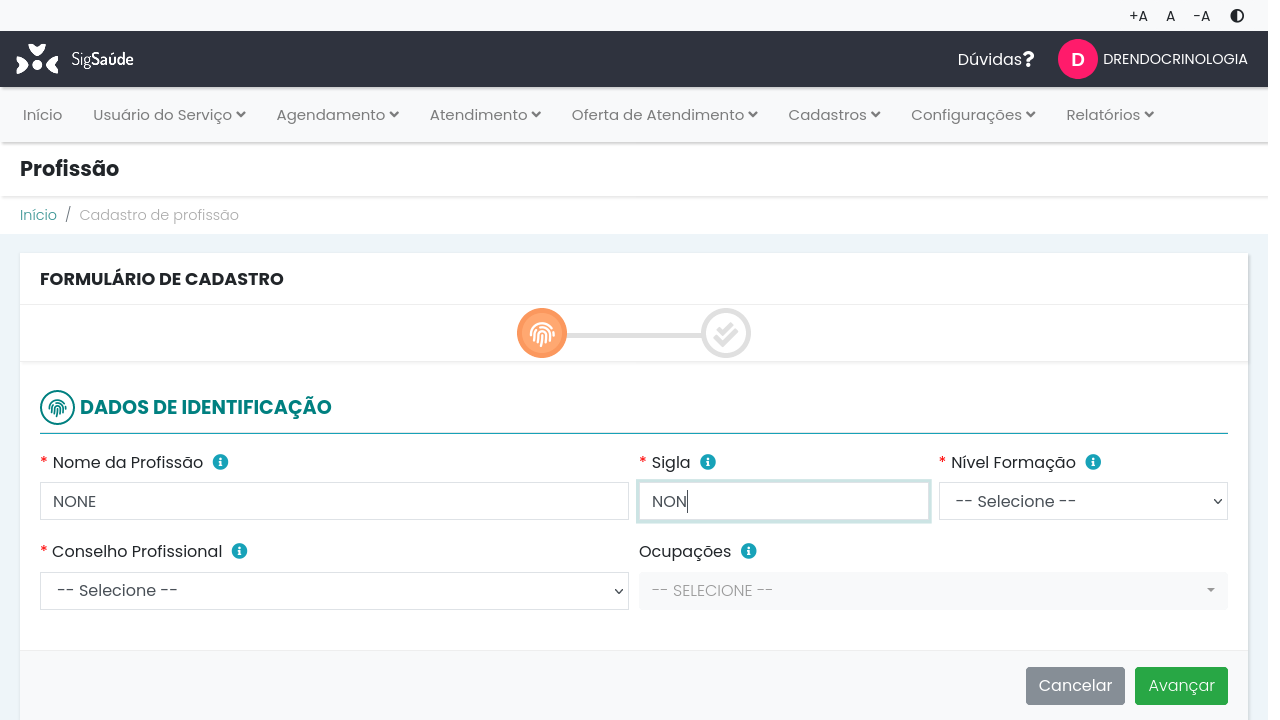 +A A -A
SigSaúde Dúvidas? D DRENDOCRINOLOGIA
Início Usuário do Serviço Agendamento Atendimento Oferta de Atendimento Cadastros Configurações Relatórios
Profissão
Início / Cadastro de profissão
FORMULÁRIO DE CADASTRO
DADOS DE IDENTIFICAÇÃO
* Nome da Profissão * Sigla * Nível Formação
NONE NON -- Selecione --
* Conselho Profissional Ocupações
-- Selecione -- -- SELECIONE --
Cancelar Avançar